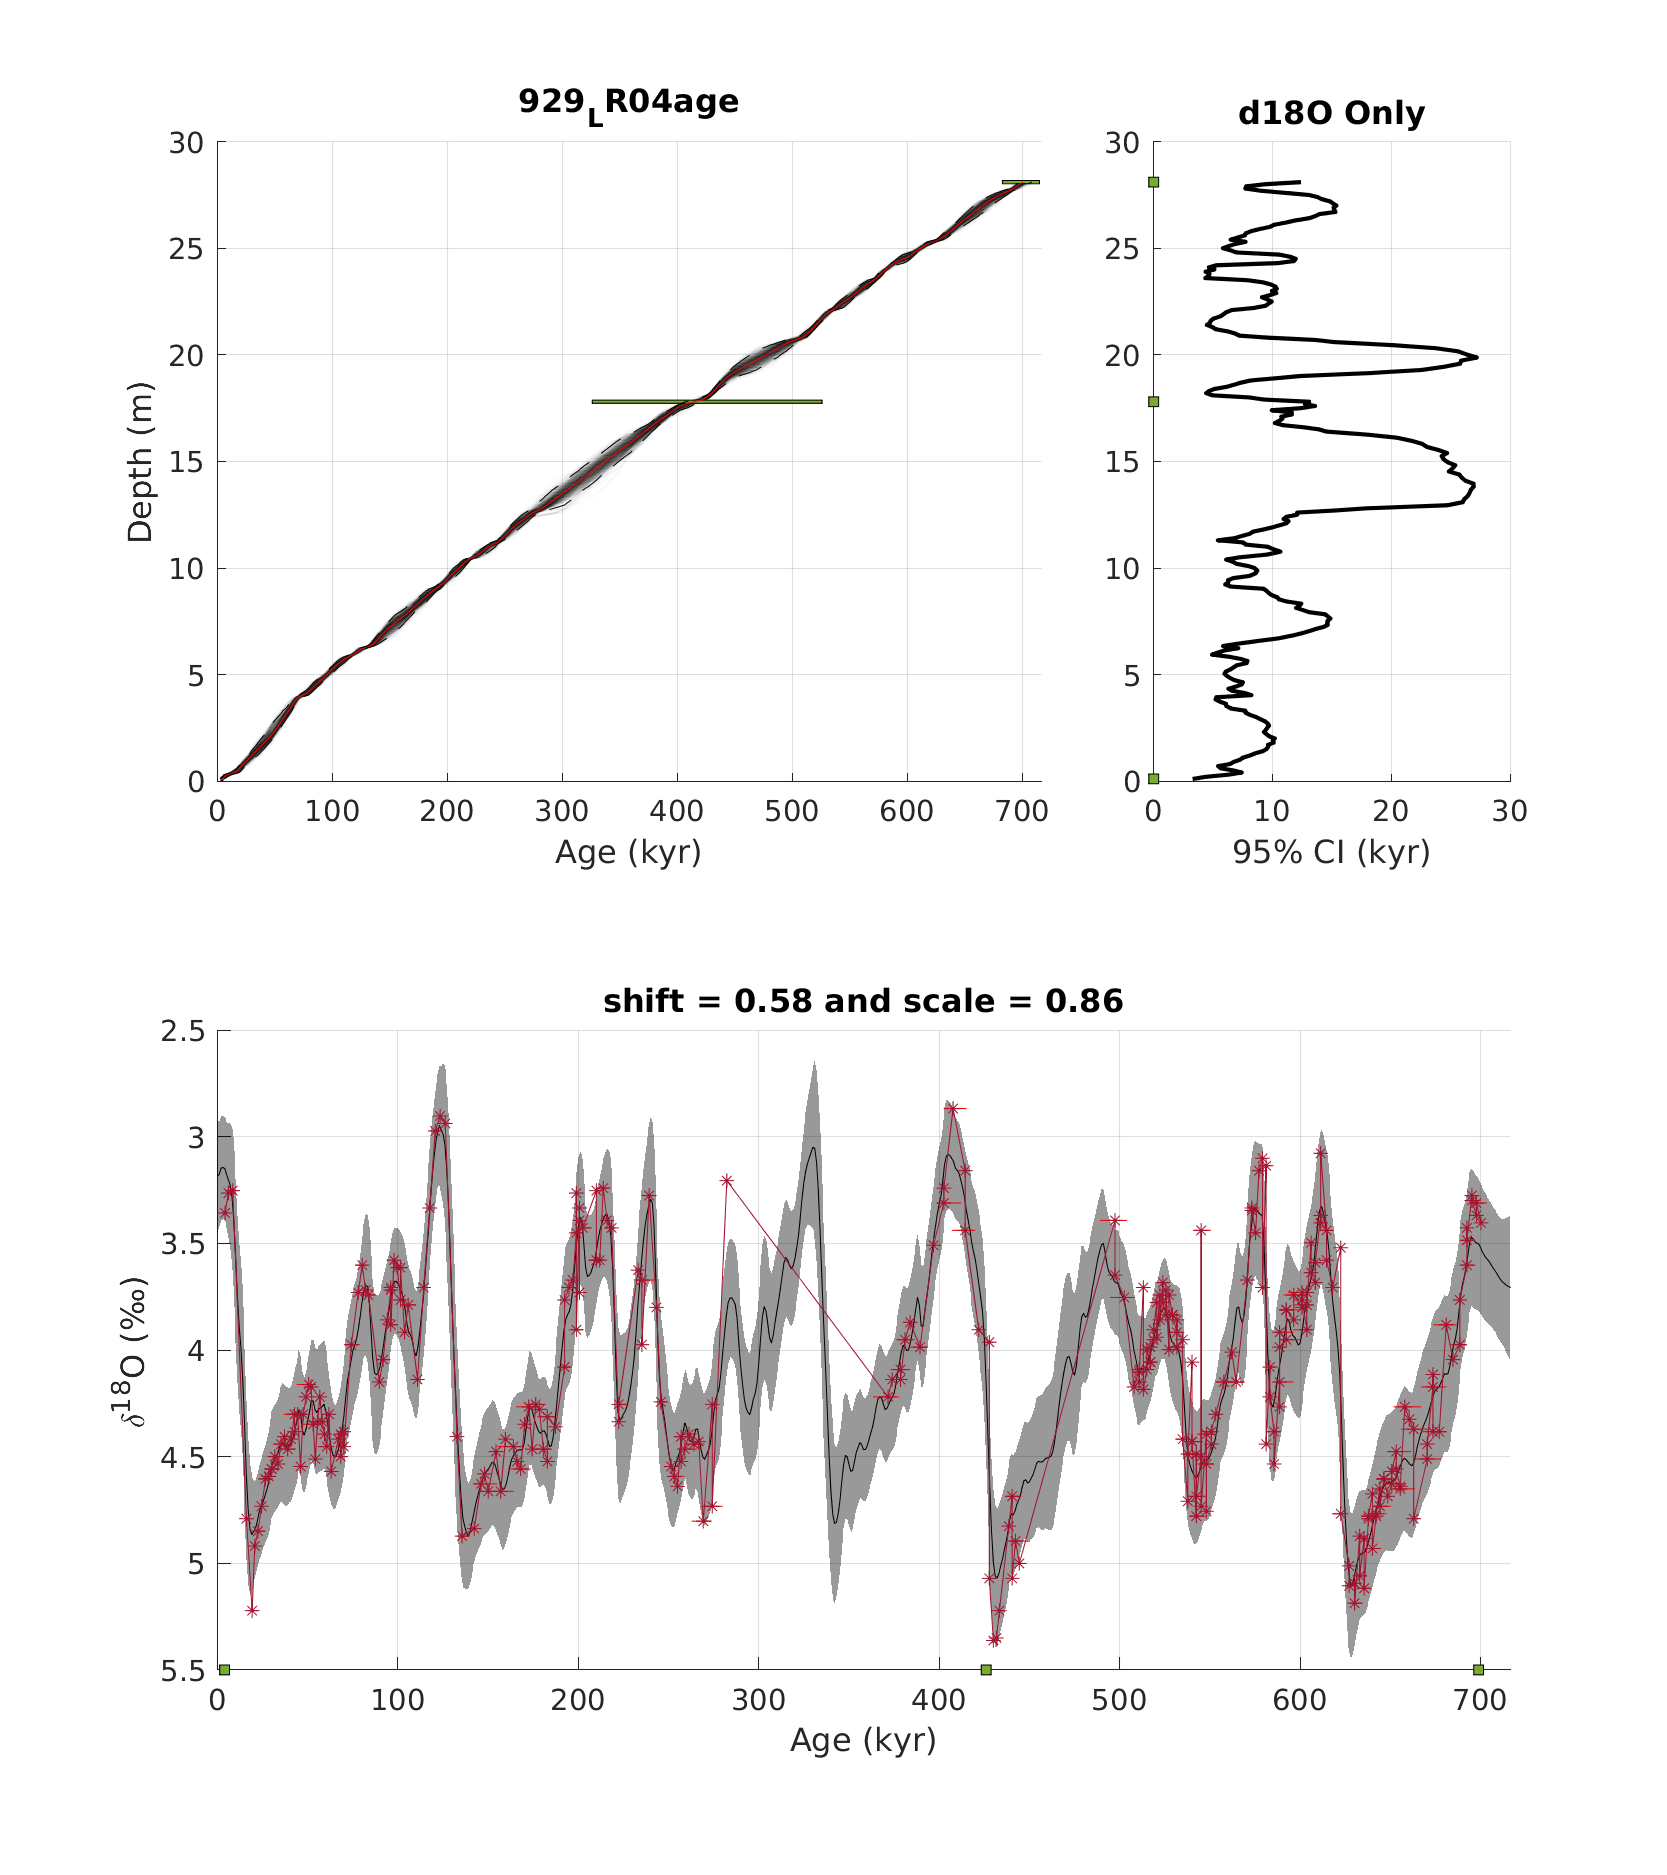 929LR04age
d18O Only
30
25
20
15
10
5
0
Depth (m)
0 100 200 300 400 500 600 700
Age (kyr)
30
25
20
15
10
5
0
0 10 20 30
95% CI (kyr)
shift = 0.58 and scale = 0.86
2.5
3
3.5
4
4.5
5
5.5
δ18O (‰)
0 100 200 300 400 500 600 700
Age (kyr)